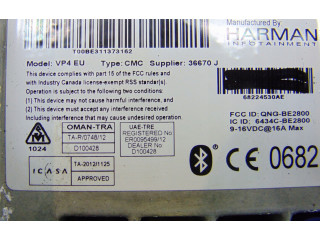 T00BE311373162
Manufactured By
HARMAN
INFOTAINMENT
Model: VP4 EU Type: CMC Supplier: 36670 J
This device complies with part 15 of the FCC rules and
with Industry Canada license-exempt RSS standard(s).
Operation is subject to the following two conditions:
(1) This device may not cause harmful interference, and
(2) This device must accept any interference received,
including interference that may cause undesired
operation.
68224530AE
FCC ID: QNG-BE2800
IC ID: 6434C-BE2800
9-16VDC@16A Max
OMAN-TRA
TA-R/0748/12
D100428
UAE-TRE
REGISTERED No:
ER0095499/12
DEALER No:
D100428
1024
ICASA
TA-2012/1125
APPROVED
CE 0682